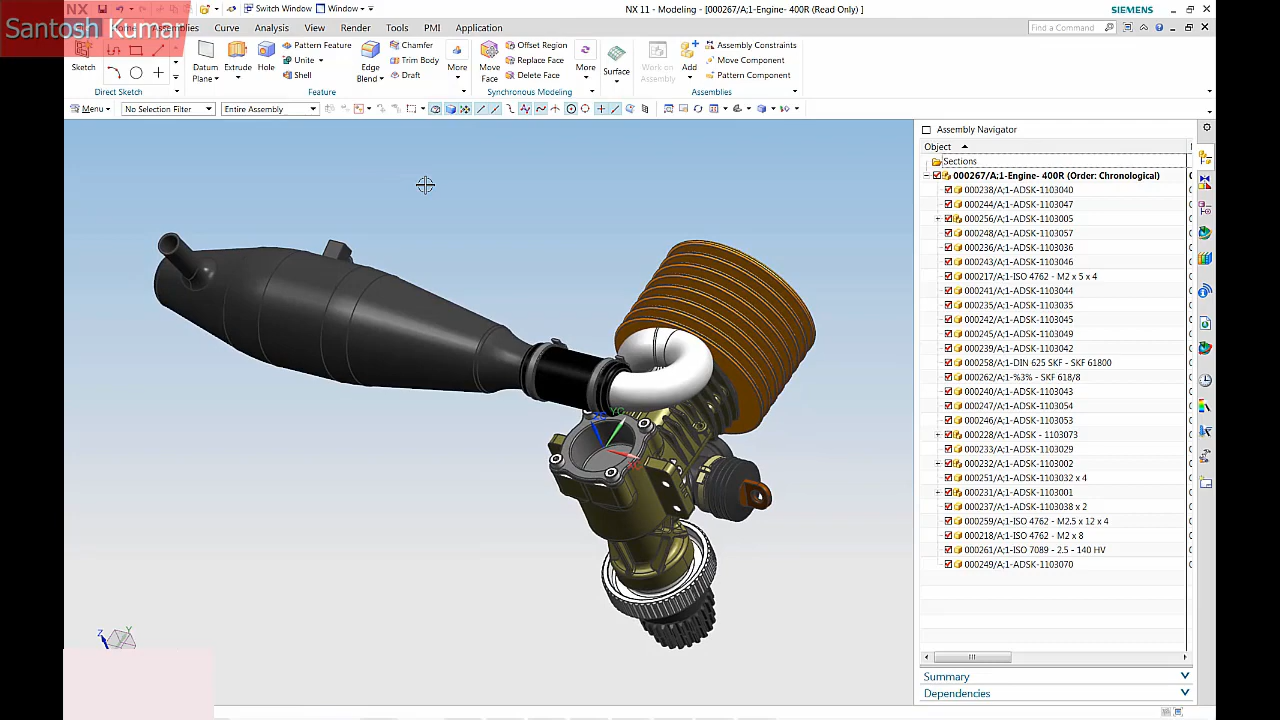 NX
Switch Window
Window
NX 11 - Modeling - [000267/A;1-Engine- 400R (Read Only) ]
SIEMENS
Santosh Kumar
Assemblies
Curve
Analysis
View
Render
Tools
PMI
Application
Find a Command
Sketch
Direct Sketch
Datum Plane
Extrude
Hole
Pattern Feature
Unite
Shell
Edge Blend
Chamfer
Trim Body
Draft
More
Feature
Move Face
Offset Region
Replace Face
Delete Face
More
Synchronous Modeling
Surface
Work on Assembly
Add
Assembly Constraints
Move Component
Pattern Component
Assemblies
Menu
No Selection Filter
Entire Assembly
Assembly Navigator
Object
Sections
000267/A;1-Engine- 400R (Order: Chronological)
000238/A;1-ADSK-1103040
000244/A;1-ADSK-1103047
000256/A;1-ADSK-1103005
000248/A;1-ADSK-1103057
000236/A;1-ADSK-1103036
000243/A;1-ADSK-1103046
000217/A;1-ISO 4762 - M2 x 5 x 4
000241/A;1-ADSK-1103044
000235/A;1-ADSK-1103035
000242/A;1-ADSK-1103045
000245/A;1-ADSK-1103049
000239/A;1-ADSK-1103042
000258/A;1-DIN 625 SKF - SKF 61800
000262/A;1-%3% - SKF 618/8
000240/A;1-ADSK-1103043
000247/A;1-ADSK-1103054
000246/A;1-ADSK-1103053
000228/A;1-ADSK - 1103073
000233/A;1-ADSK-1103029
000232/A;1-ADSK-1103002
000251/A;1-ADSK-1103032 x 4
000231/A;1-ADSK-1103001
000237/A;1-ADSK-1103038 x 2
000259/A;1-ISO 4762 - M2.5 x 12 x 4
000218/A;1-ISO 4762 - M2 x 8
000261/A;1-ISO 7089 - 2.5 - 140 HV
000249/A;1-ADSK-1103070
YC
Z
Y
Summary
Dependencies